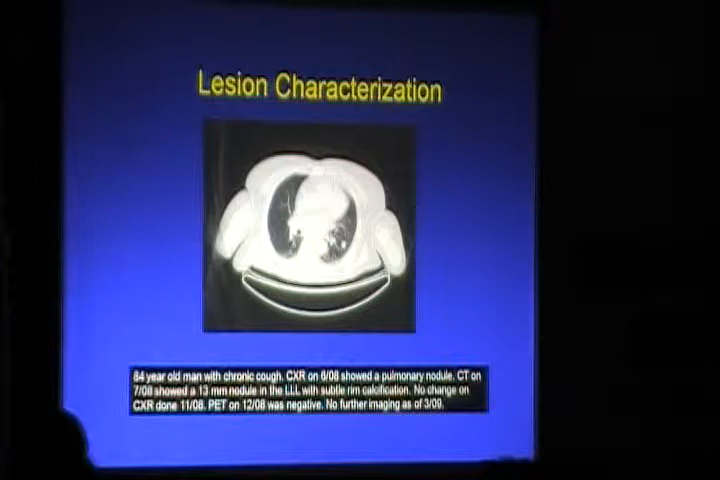 Lesion Characterization
84 year old man with chronic cough. CXR on 6/08 showed a pulmonary nodule. CT on
7/08 showed a 13 mm nodule in the LLL with subtle rim calcification. No change on
CXR done 11/08. PET on 12/08 was negative. No further imaging as of 3/09.